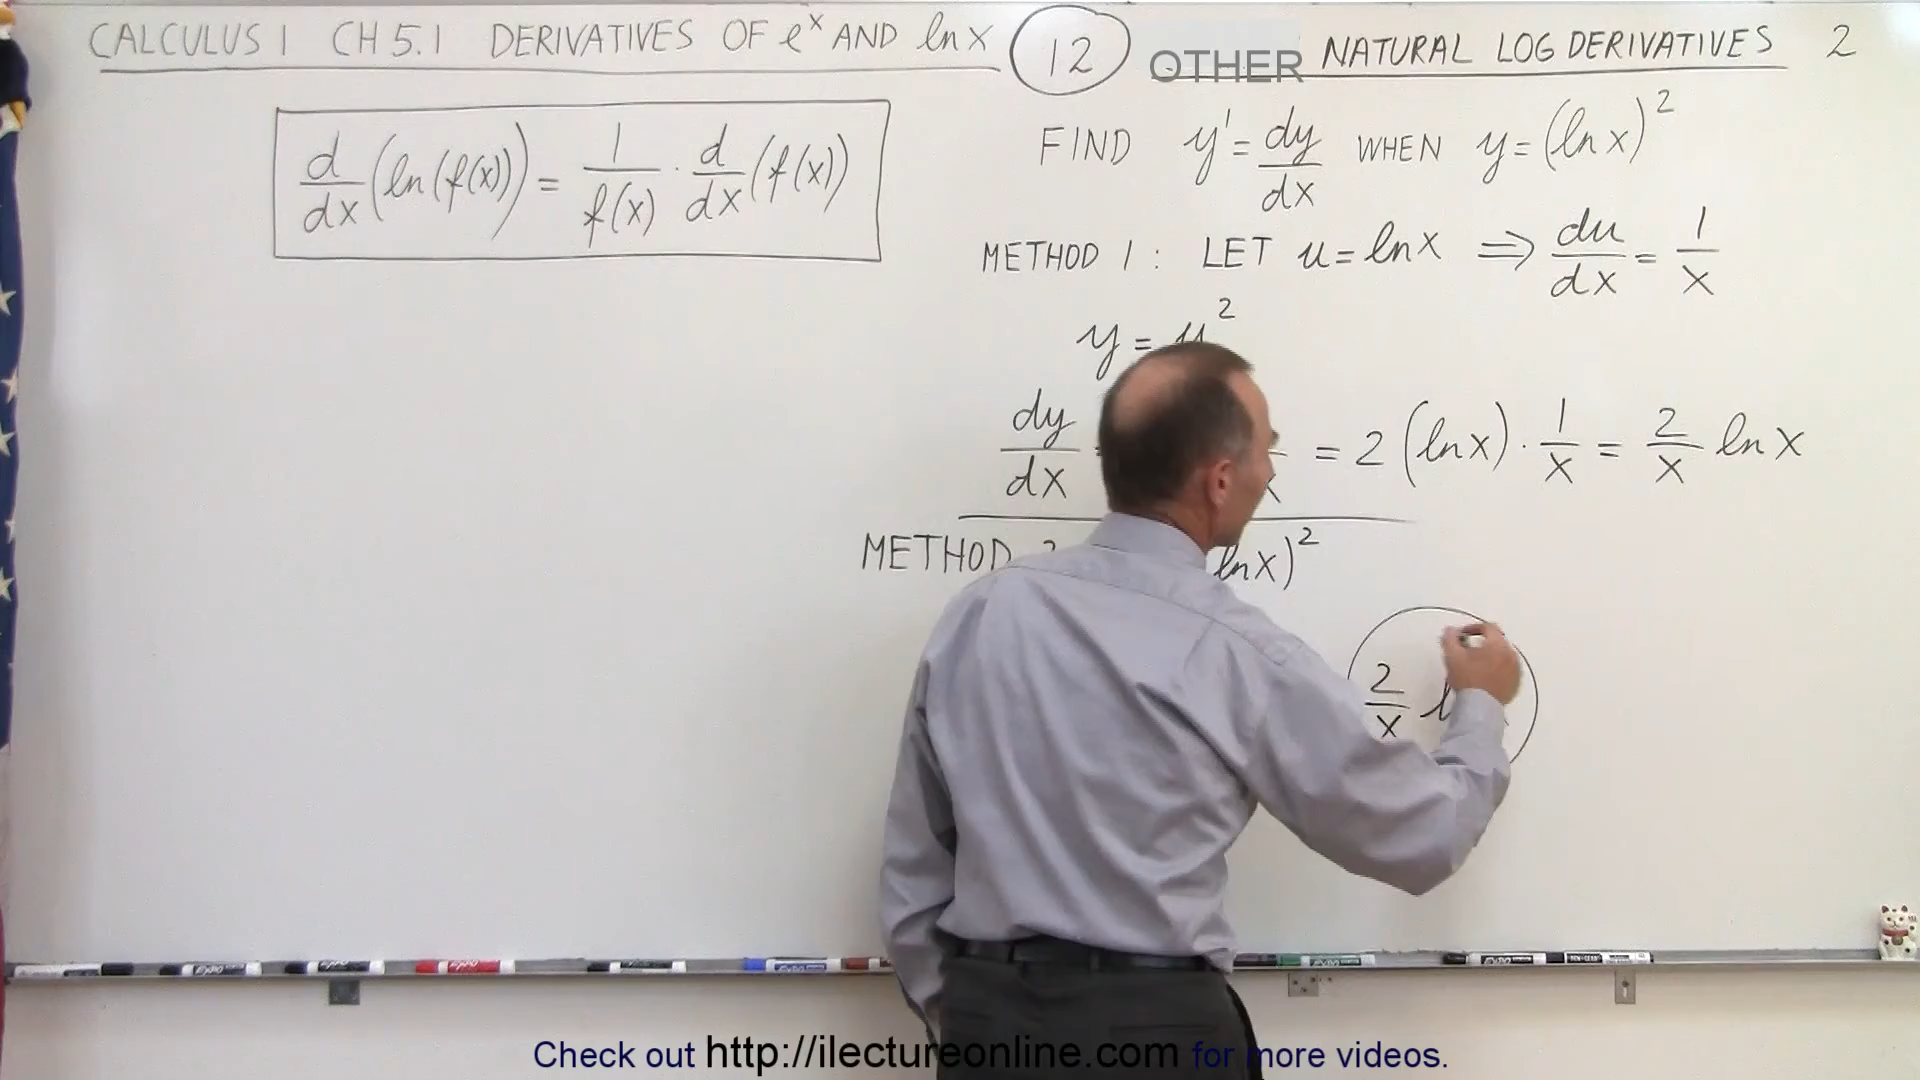 CALCULUS 1 CH 5.1 DERIVATIVES OF e^x AND ln x 12 OTHER NATURAL LOG DERIVATIVES 2
d/dx (ln (f(x))) = 1/f(x) · d/dx (f(x))
FIND y' = dy/dx WHEN y = (ln x)^2
METHOD 1 : LET u = ln x ⇒ du/dx = 1/x
y = u^2
dy/dx = 2 (ln x) · 1/x = 2/x ln x
METHOD ln x)^2
2/x
Check out http://ilectureonline.com for more videos.